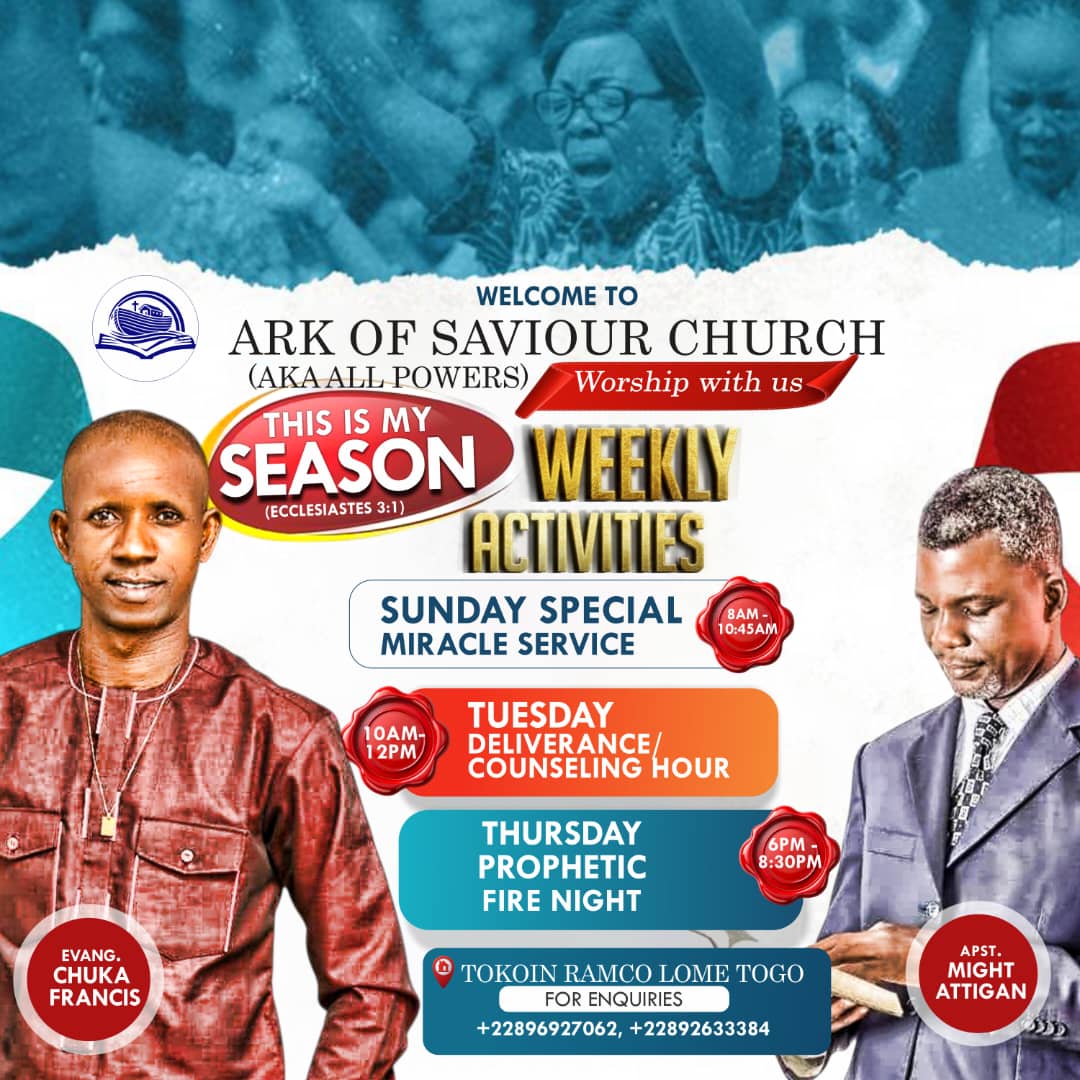 WELCOME TO
ARK OF SAVIOUR CHURCH
(AKA ALL POWERS)
Worship with us
THIS IS MY
SEASON
(ECCLESIASTES 3:1)
WEEKLY
ACTIVITIES
SUNDAY SPECIAL
MIRACLE SERVICE
8AM -
10:45AM
10AM-
12PM
TUESDAY
DELIVERANCE/
COUNSELING HOUR
THURSDAY
PROPHETIC
FIRE NIGHT
6PM -
8:30PM
EVANG.
CHUKA
FRANCIS
APST.
MIGHT
ATTIGAN
TOKOIN RAMCO LOME TOGO
FOR ENQUIRIES
+22896927062, +22892633384